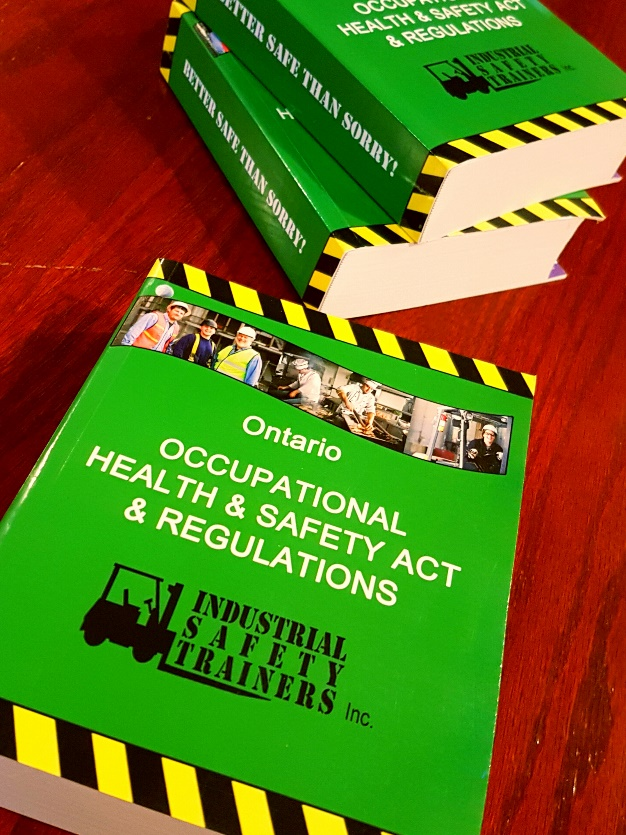 OCCUPATIONAL
HEALTH & SAFETY ACT
& REGULATIONS
INDUSTRIAL
SAFETY
TRAINERS Inc.
BETTER SAFE THAN SORRY!
H
BETTER SAFE THAN SORRY!
Ontario
OCCUPATIONAL
HEALTH & SAFETY ACT
& REGULATIONS
INDUSTRIAL
SAFETY
TRAINERS Inc.